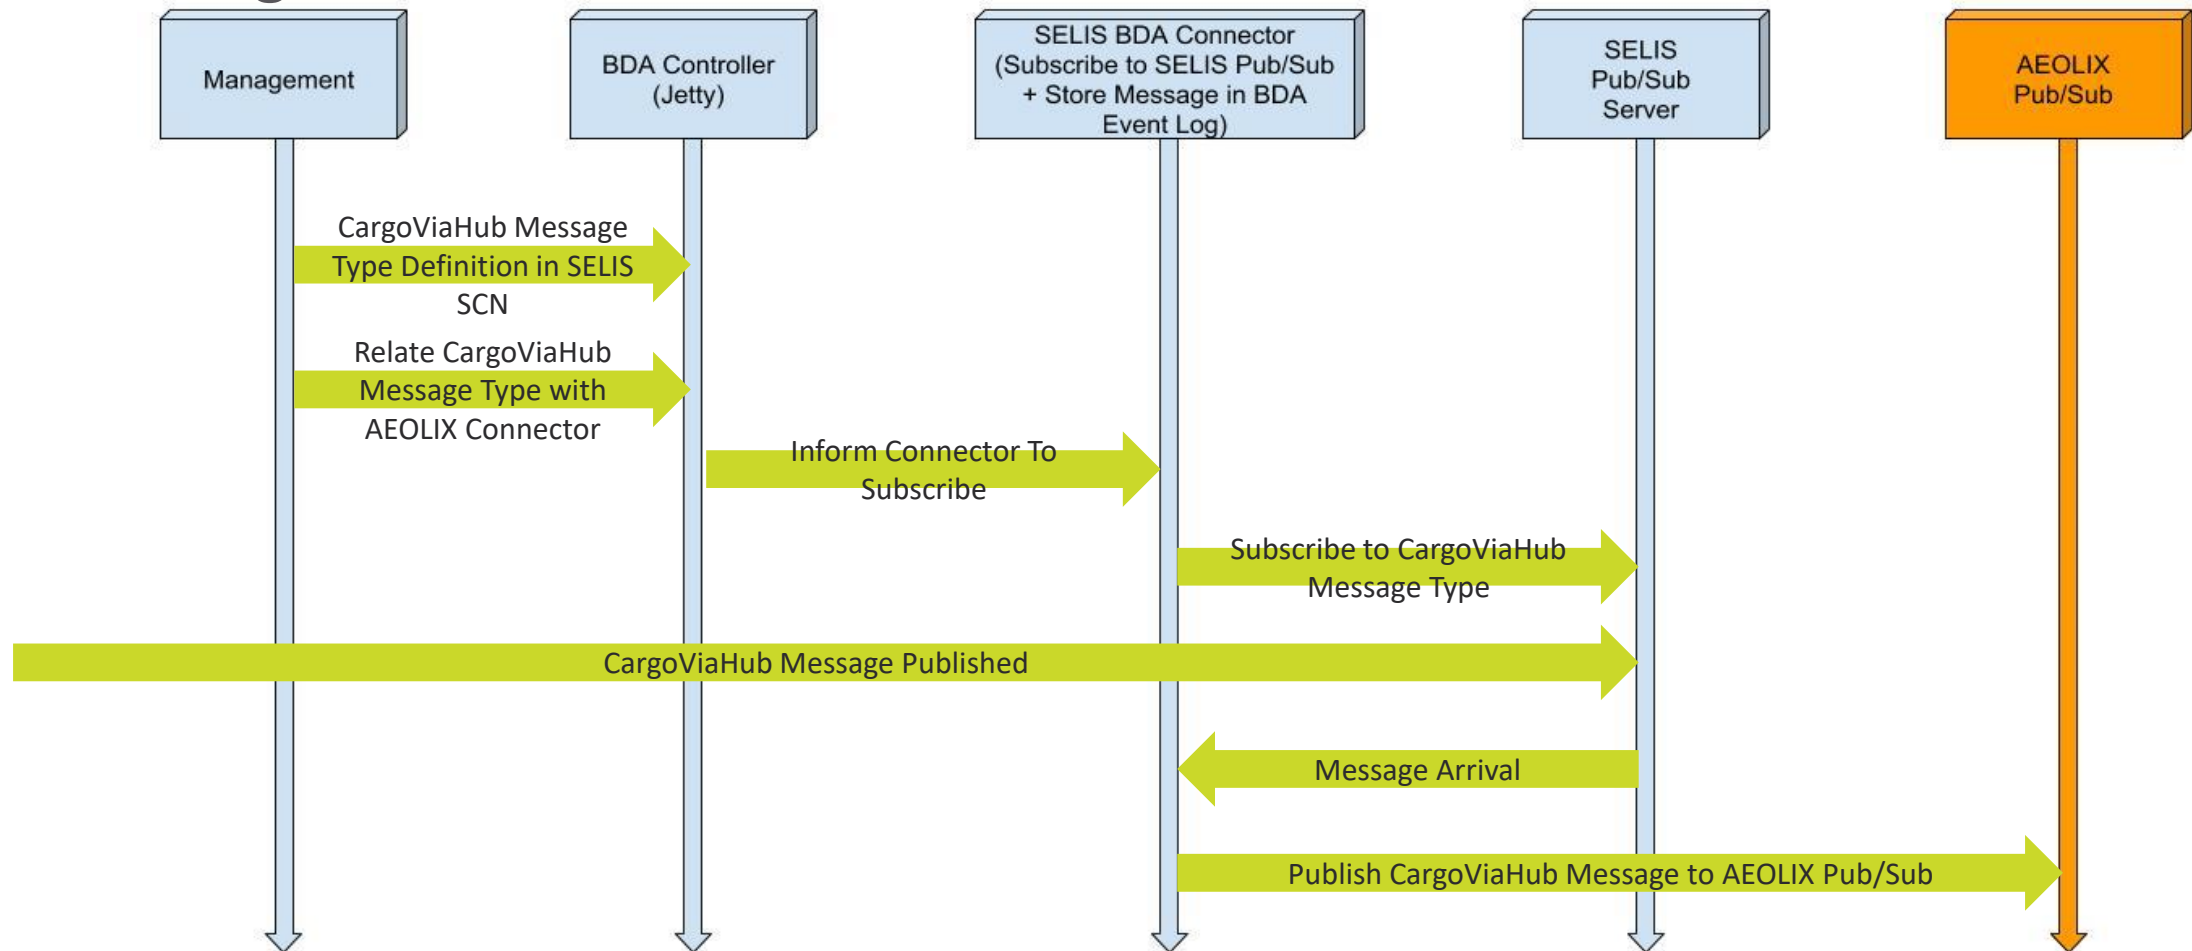 Management
BDA Controller
(Jetty)
SELIS BDA Connector
(Subscribe to SELIS Pub/Sub
+ Store Message in BDA
Event Log)
SELIS
Pub/Sub
Server
AEOLIX
Pub/Sub
CargoViaHub Message
Type Definition in SELIS
SCN
Relate CargoViaHub
Message Type with
AEOLIX Connector
Inform Connector To
Subscribe
Subscribe to CargoViaHub
Message Type
CargoViaHub Message Published
Message Arrival
Publish CargoViaHub Message to AEOLIX Pub/Sub